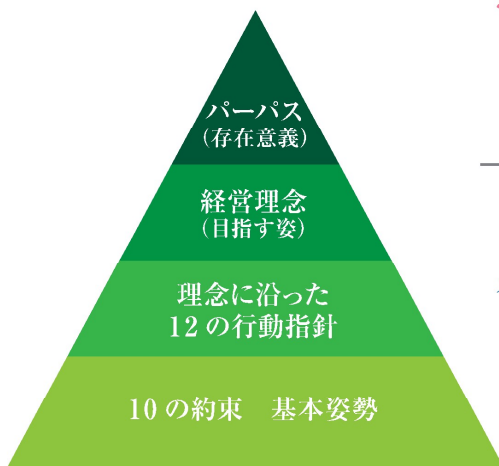 パーパス
(存在意義)
経営理念
(目指す姿)
理念に沿った
12の行動指針
10の約束　基本姿勢